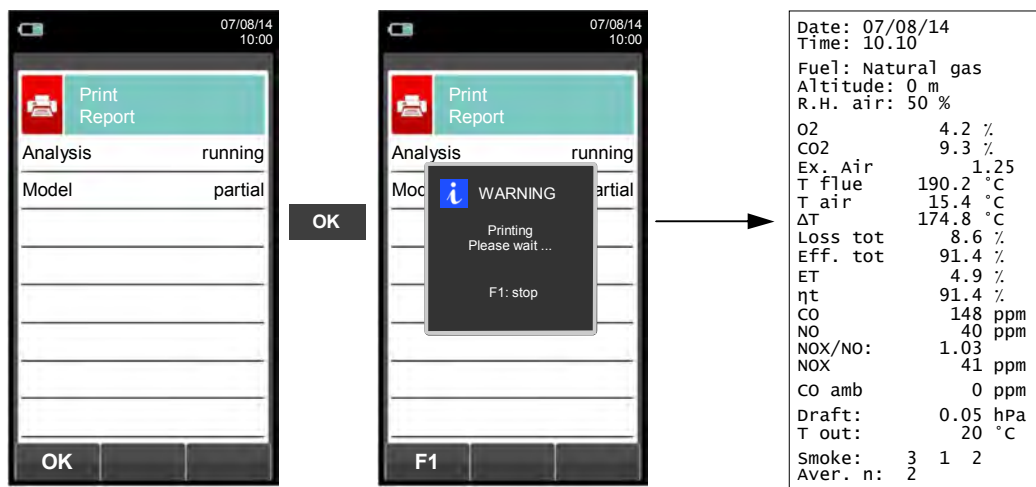 07/08/14
10:00
Print
Report
Analysis running
Model partial
OK
OK
07/08/14
10:00
Print
Report
Analysis running
Mod artial
i WARNING
Printing
Please wait ...
F1: stop
F1
Date: 07/08/14
Time: 10.10
Fuel: Natural gas
Altitude: 0 m
R.H. air: 50 %
O2 4.2 %
CO2 9.3 %
Ex. Air 1.25
T flue 190.2 °C
T air 15.4 °C
ΔT 174.8 °C
Loss tot 8.6 %
Eff. tot 91.4 %
ET 4.9 %
ηt 91.4 %
CO 148 ppm
NO 40 ppm
NOX/NO: 1.03
NOX 41 ppm
CO amb 0 ppm
Draft: 0.05 hPa
T out: 20 °C
Smoke: 3 1 2
Aver. n: 2